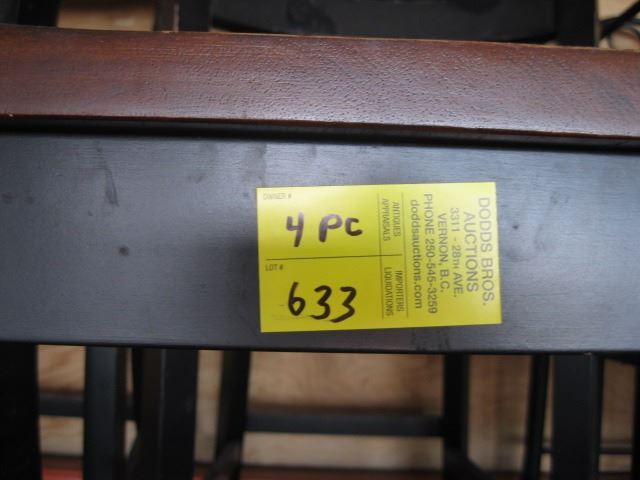 OWNER #
4 PC
LOT #
633
ANTIQUES
APPRAISALS
IMPORTERS
LIQUIDATIONS
DODDS BROS.
AUCTIONS
3311 - 28TH AVE.
VERNON, B.C.
PHONE 250-545-3259
doddsauctions.com